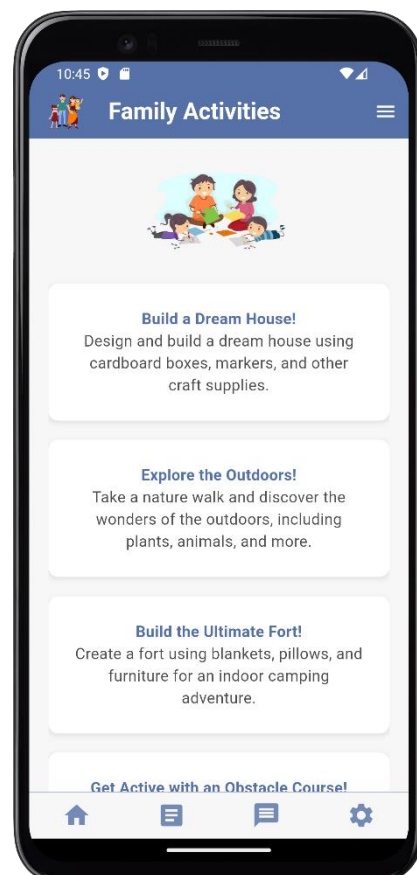 10:45
Family Activities
Build a Dream House!
Design and build a dream house using
cardboard boxes, markers, and other
craft supplies.
Explore the Outdoors!
Take a nature walk and discover the
wonders of the outdoors, including
plants, animals, and more.
Build the Ultimate Fort!
Create a fort using blankets, pillows, and
furniture for an indoor camping
adventure.
Get Active with an Obstacle Course!